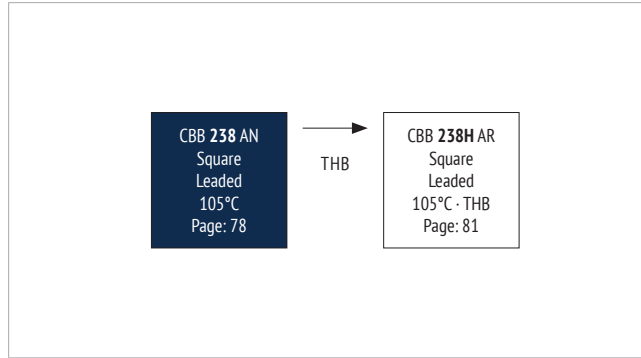 CBB 238 AN
Square
Leaded
105°C
Page: 78
THB
CBB 238H AR
Square
Leaded
105°C · THB
Page: 81